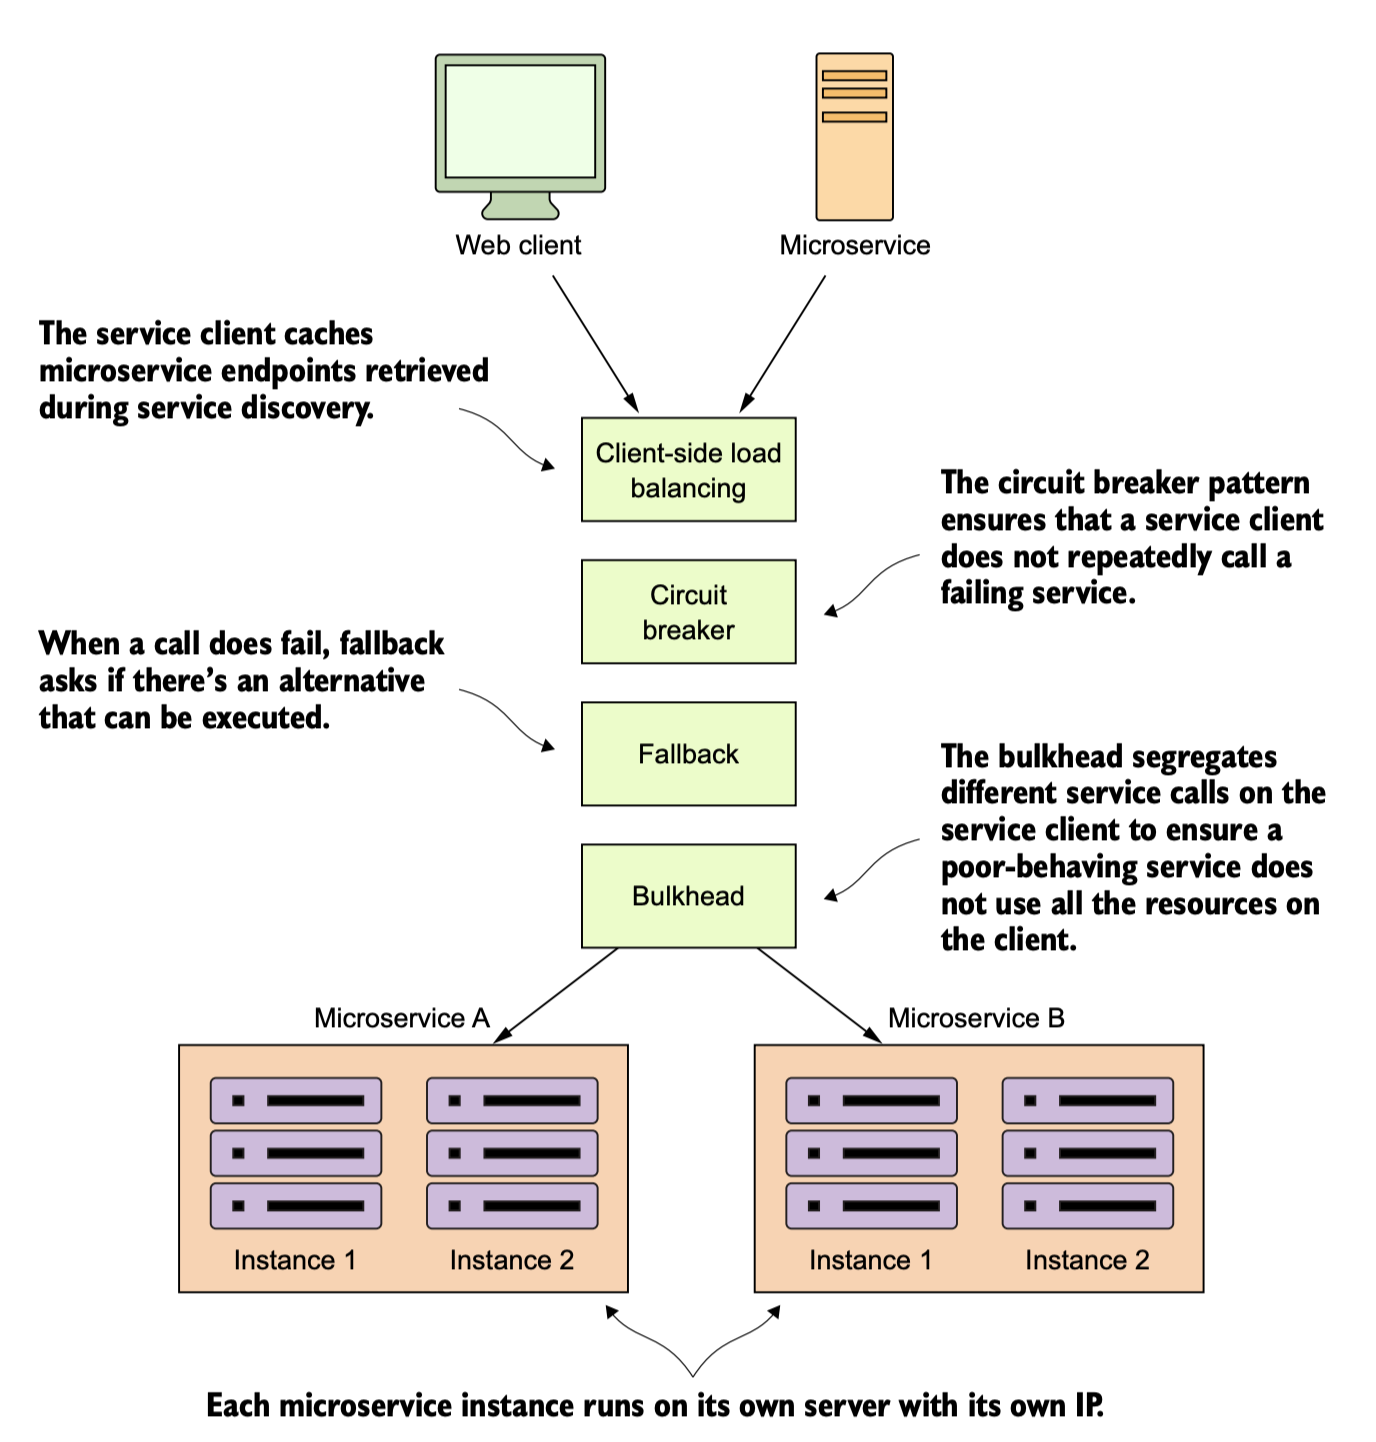 Web client
Microservice
The service client caches
microservice endpoints retrieved
during service discovery.
Client-side load
balancing
The circuit breaker pattern
ensures that a service client
does not repeatedly call a
failing service.
Circuit
breaker
When a call does fail, fallback
asks if there’s an alternative
that can be executed.
Fallback
The bulkhead segregates
different service calls on the
service client to ensure a
poor-behaving service does
not use all the resources on
the client.
Bulkhead
Microservice A
Microservice B
Instance 1
Instance 2
Instance 1
Instance 2
Each microservice instance runs on its own server with its own IP.